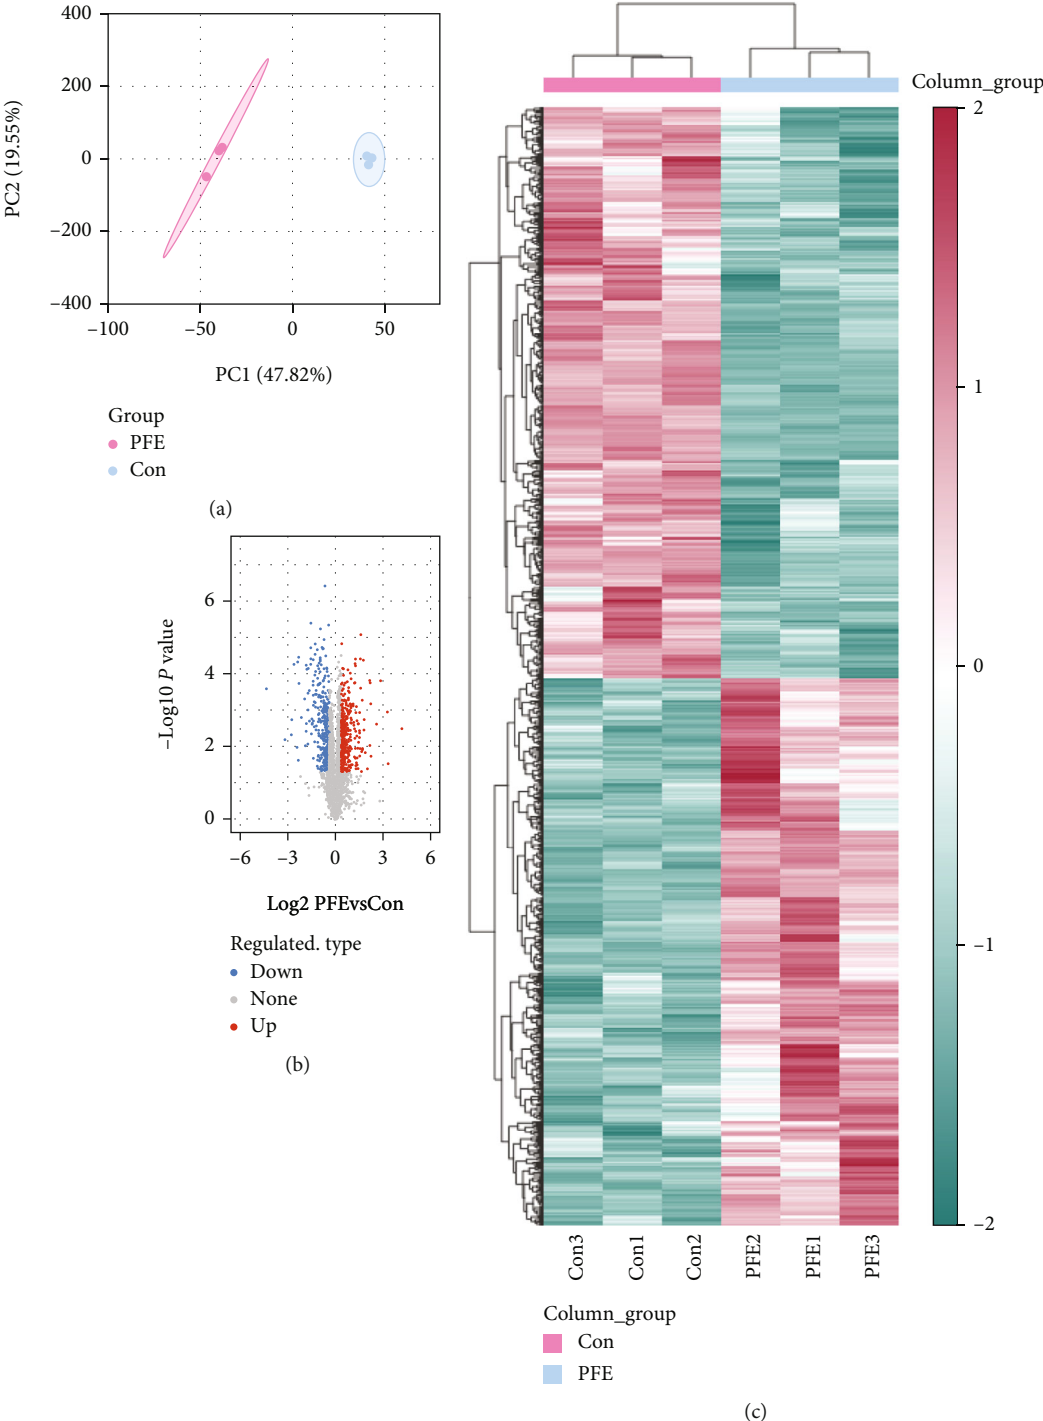 400
200
0
−200
−400
PC2 (19.55%)
−100
−50
0
50
PC1 (47.82%)
Group
PFE
Con
(a)
6
4
2
0
−Log10 P value
−6
−3
0
3
6
Log2 PFEvsCon
Regulated. type
Down
None
Up
(b)
Column_group
2
1
0
−1
−2
Con3
Con1
Con2
PFE2
PFE1
PFE3
Column_group
Con
PFE
(c)